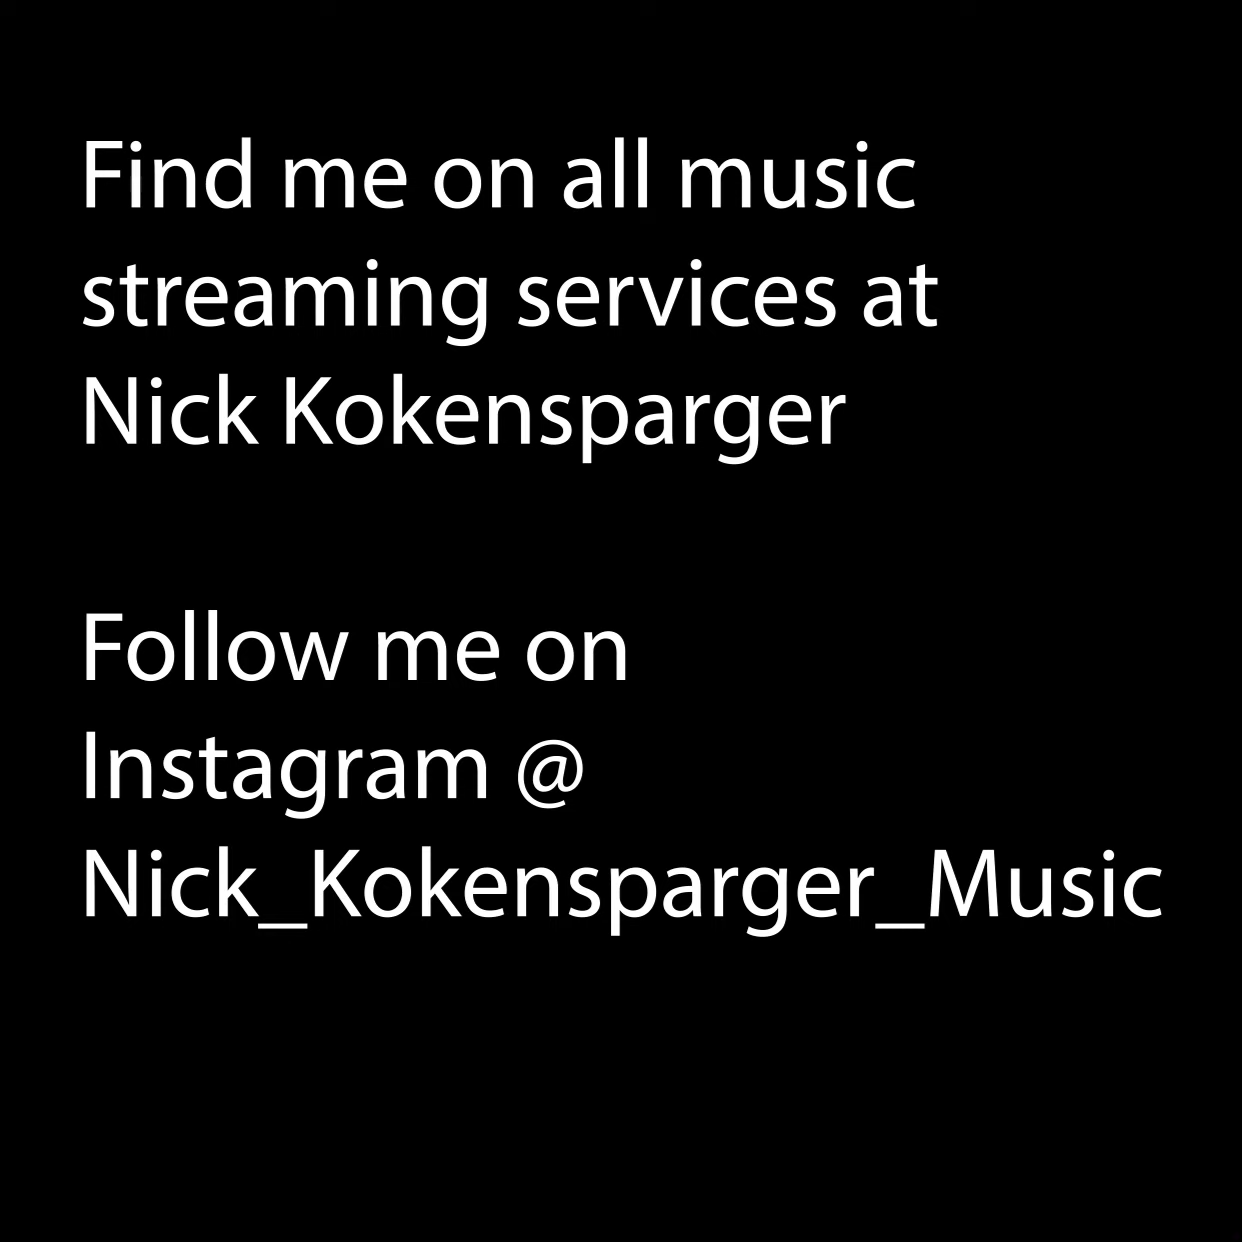 Find me on all music
streaming services at
Nick Kokensparger
Follow me on
Instagram @
Nick_Kokensparger_Music